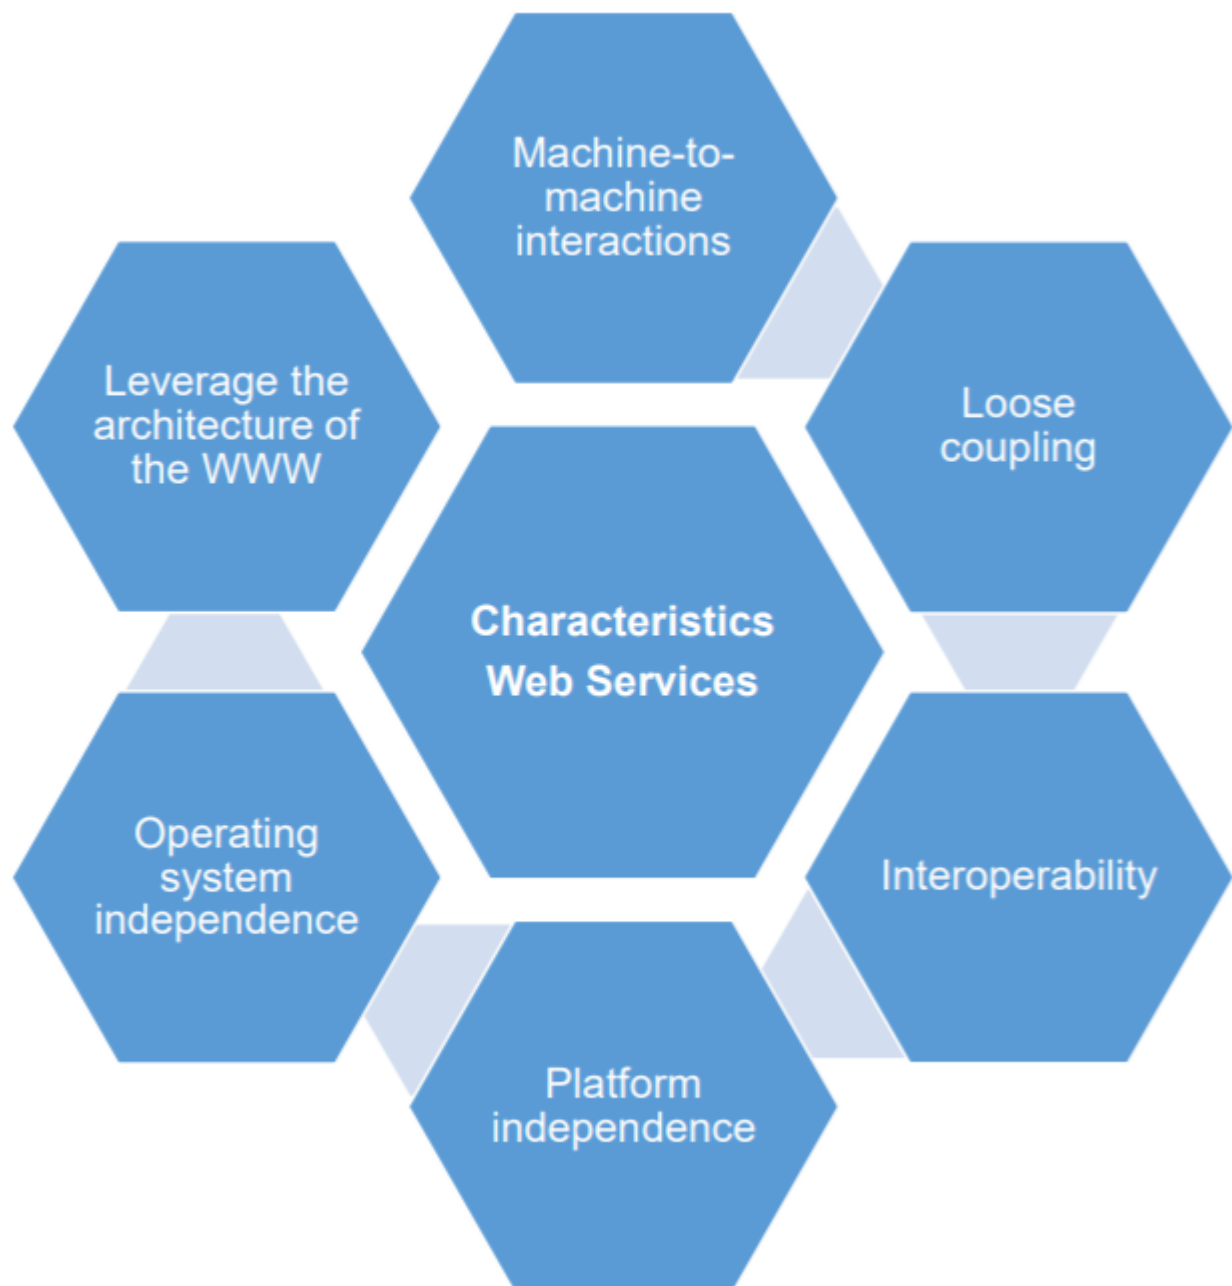 Machine-to-
machine
interactions
Leverage the
architecture of
the WWW
Loose
coupling
Characteristics
Web Services
Operating
system
independence
Interoperability
Platform
independence